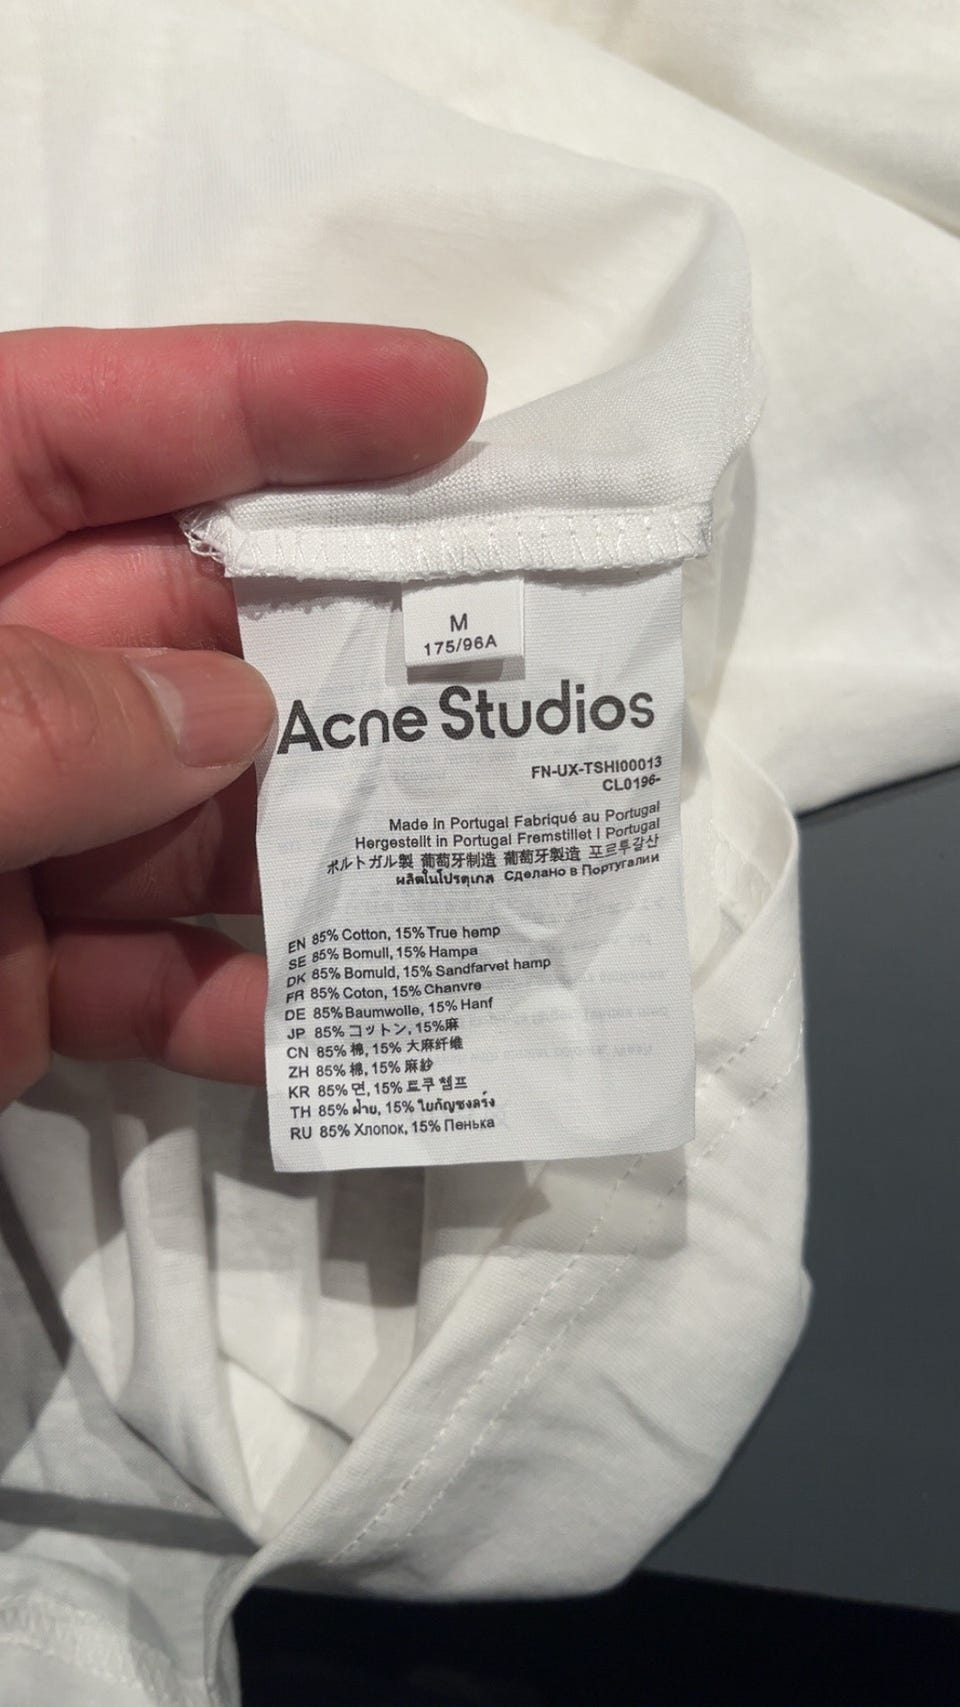 M
175/96A
Acne Studios
FN-UX-TSHI00013
CL0196-
Made in Portugal Fabriqué au Portugal
Hergestellt in Portugal Fremstillet I Portugal
ポルトガル製 葡萄牙制造 葡萄牙製造 포르투갈산
ผลิตในโปรตุเกส Сделано в Португалии
EN 85% Cotton, 15% True hemp
SE 85% Bomull, 15% Hampa
DK 85% Bomuld, 15% Sandfarvet hamp
FR 85% Coton, 15% Chanvre
DE 85% Baumwolle, 15% Hanf
JP 85% コットン, 15%麻
CN 85% 棉, 15% 大麻纤维
ZH 85% 棉, 15% 麻紗
KR 85% 면, 15% 트쿠 헴프
TH 85% ฝ้าย, 15% ใยกัญชงลร้ง
RU 85% Хлопок, 15% Пенька